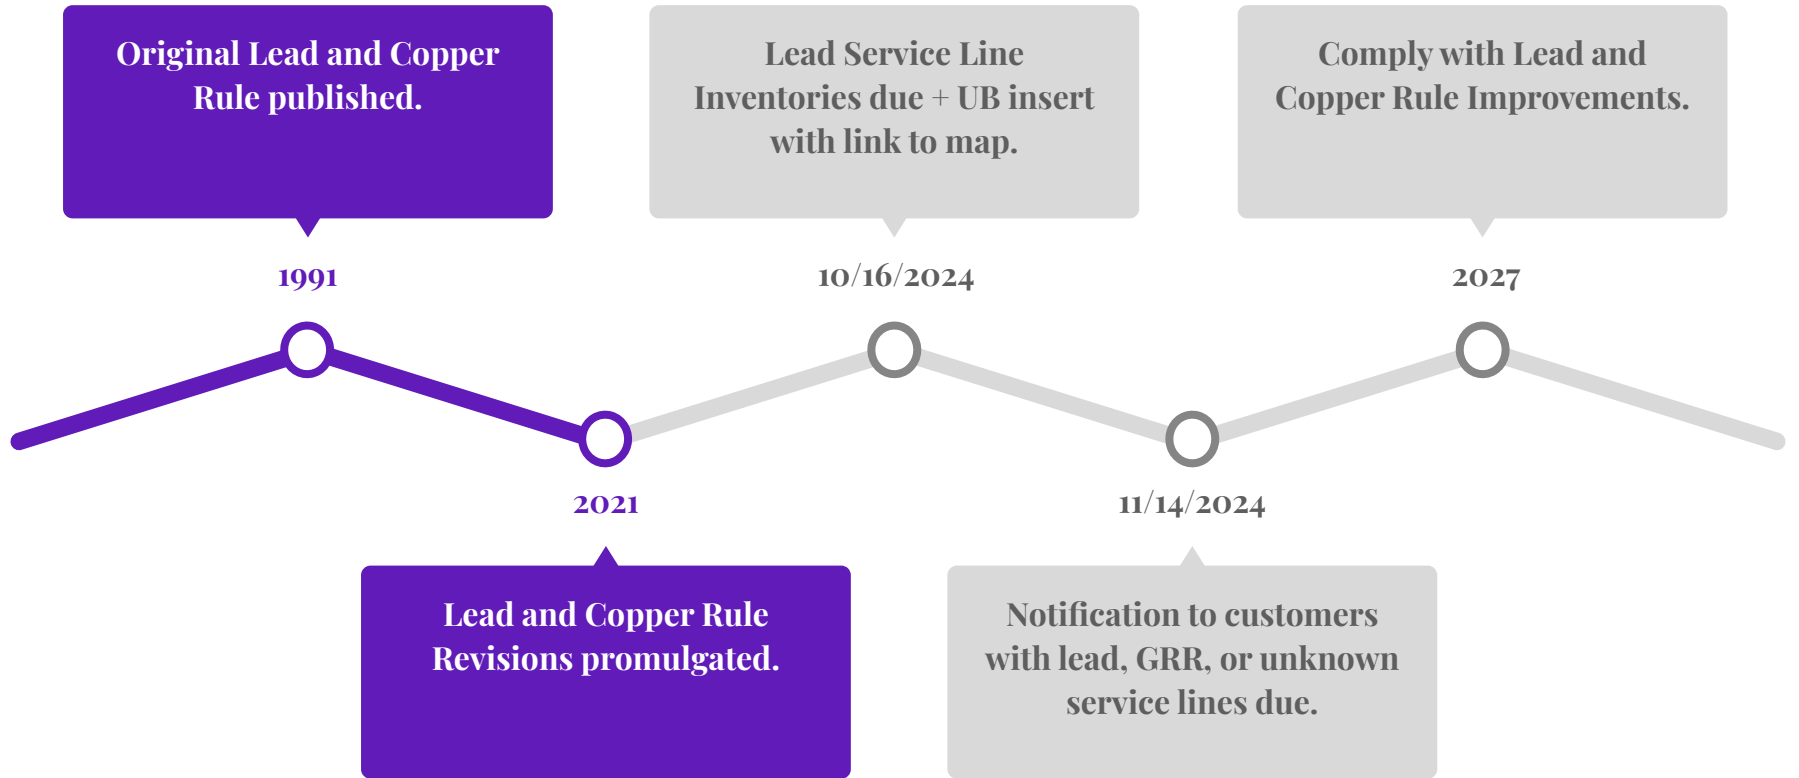 Original Lead and Copper
Rule published.
Lead Service Line
Inventories due + UB insert
with link to map.
Comply with Lead and
Copper Rule Improvements.
1991
10/16/2024
2027
2021
11/14/2024
Lead and Copper Rule
Revisions promulgated.
Notification to customers
with lead, GRR, or unknown
service lines due.